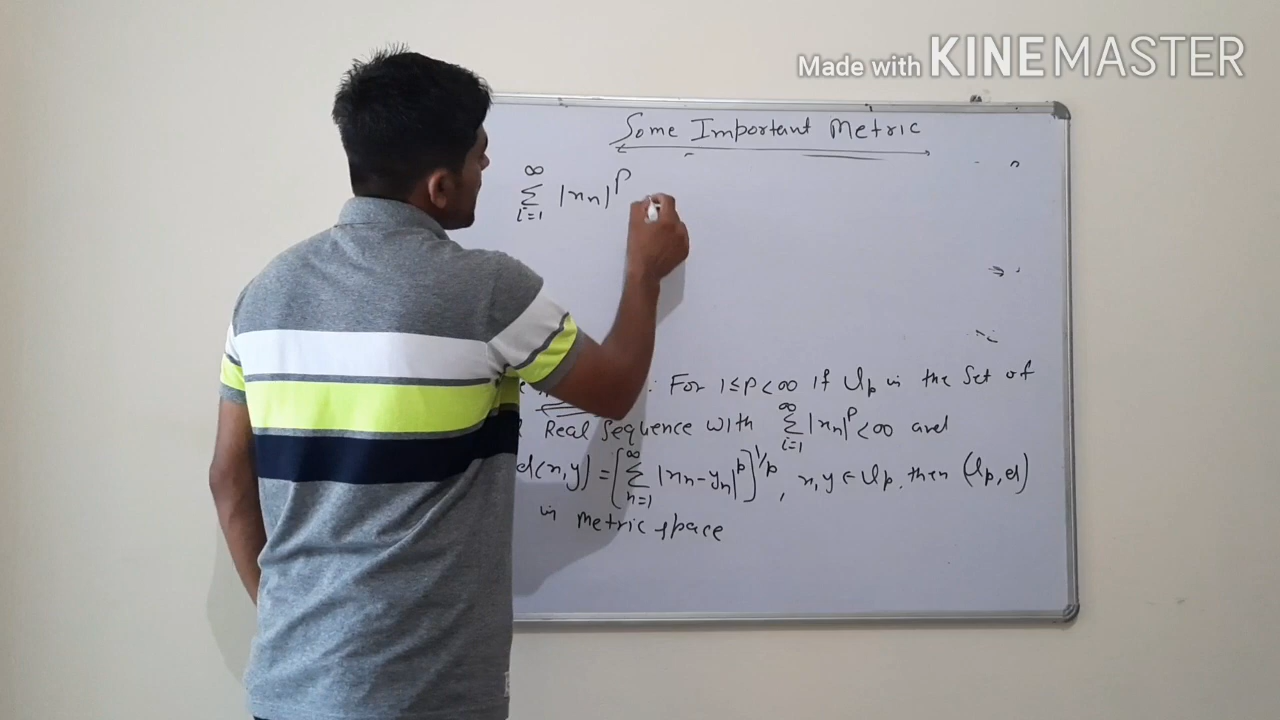 Made with KINEMASTER
Some Important Metric
∞ Σ i=1 |xn|^p
: For 1≤P<∞ if lp is the Set of
Real Sequence with ∞ Σ i=1 |xn|^p <∞ and
d(x,y) = [∞ Σ n=1 |xn-yn|^p]^1/p , x,y ∈ lp, then (lp,d)
is metric space